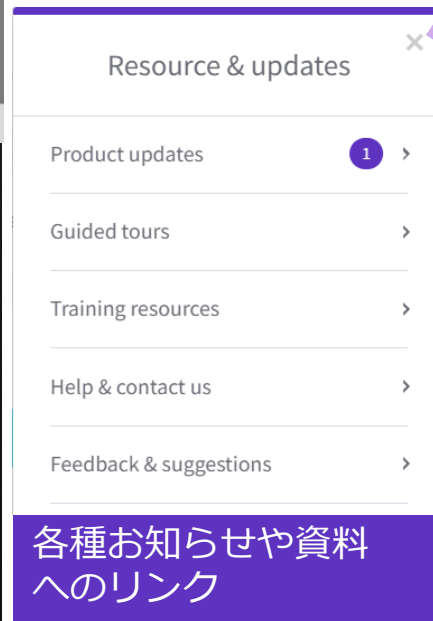 Resource & updates
Product updates 1
Guided tours
Training resources
Help & contact us
Feedback & suggestions
各種お知らせや資料
へのリンク